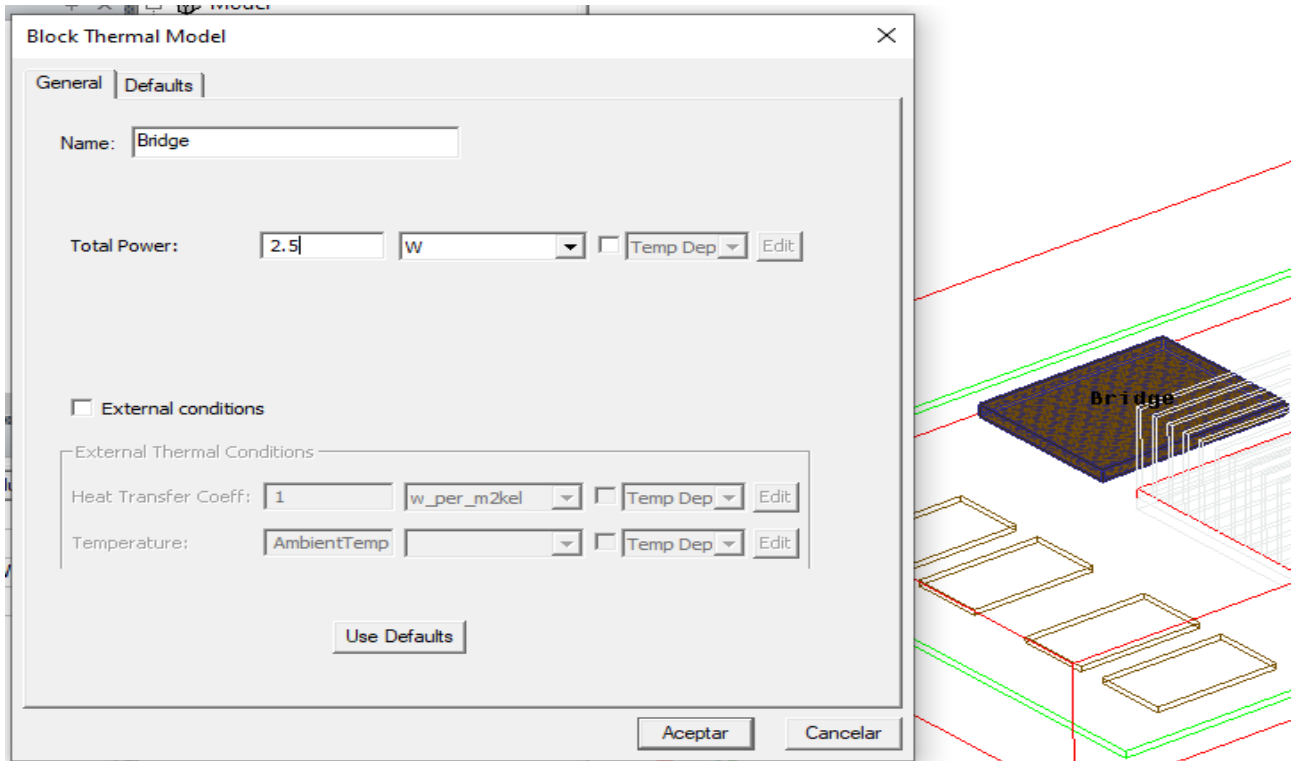 Model
Block Thermal Model
General Defaults
Name: Bridge
Total Power: 2.5 W Temp Dep Edit
External conditions
External Thermal Conditions
Heat Transfer Coeff: 1 w_per_m2kel Temp Dep Edit
Temperature: AmbientTemp Temp Dep Edit
Use Defaults
Aceptar Cancelar
Bridge